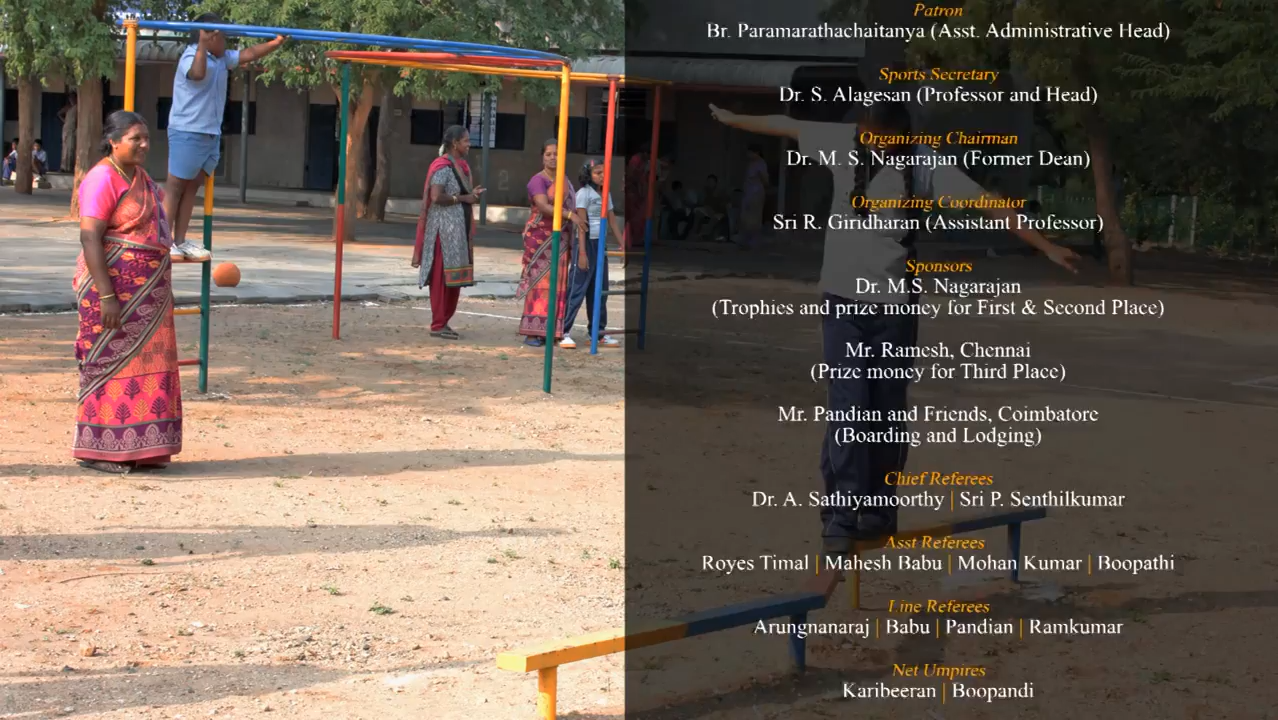 Patron
Br. Paramarathachaitanya (Asst. Administrative Head)
Sports Secretary
Dr. S. Alagesan (Professor and Head)
Organizing Chairman
Dr. M. S. Nagarajan (Former Dean)
Organizing Coordinator
Sri R. Giridharan (Assistant Professor)
Sponsors
Dr. M.S. Nagarajan
(Trophies and prize money for First & Second Place)
Mr. Ramesh, Chennai
(Prize money for Third Place)
Mr. Pandian and Friends, Coimbatore
(Boarding and Lodging)
Chief Referees
Dr. A. Sathiyamoorthy | Sri P. Senthilkumar
Asst Referees
Royes Timal | Mahesh Babu | Mohan Kumar | Boopathi
Line Referees
Arungnanaraj | Babu | Pandian | Ramkumar
Net Umpires
Karibeeran | Boopandi